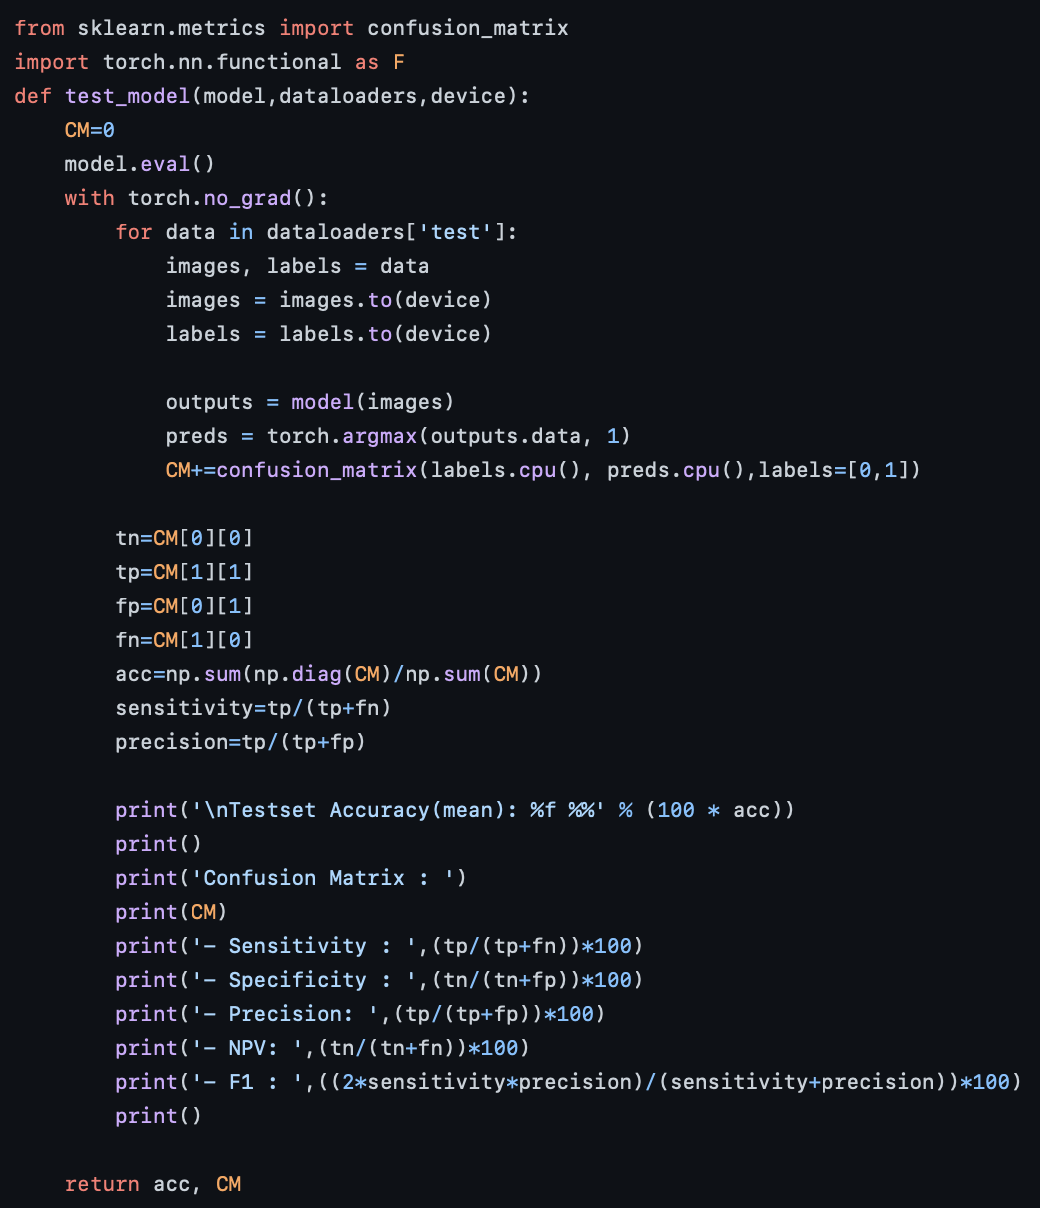 from sklearn.metrics import confusion_matrix
import torch.nn.functional as F
def test_model(model,dataloaders,device):
    CM=0
    model.eval()
    with torch.no_grad():
        for data in dataloaders['test']:
            images, labels = data
            images = images.to(device)
            labels = labels.to(device)

            outputs = model(images)
            preds = torch.argmax(outputs.data, 1)
            CM+=confusion_matrix(labels.cpu(), preds.cpu(),labels=[0,1])

        tn=CM[0][0]
        tp=CM[1][1]
        fp=CM[0][1]
        fn=CM[1][0]
        acc=np.sum(np.diag(CM)/np.sum(CM))
        sensitivity=tp/(tp+fn)
        precision=tp/(tp+fp)

        print('\nTestset Accuracy(mean): %f %%' % (100 * acc))
        print()
        print('Confusion Matrix : ')
        print(CM)
        print('- Sensitivity : ',(tp/(tp+fn))*100)
        print('- Specificity : ',(tn/(tn+fp))*100)
        print('- Precision: ',(tp/(tp+fp))*100)
        print('- NPV: ',(tn/(tn+fn))*100)
        print('- F1 : ',((2*sensitivity*precision)/(sensitivity+precision))*100)
        print()

    return acc, CM